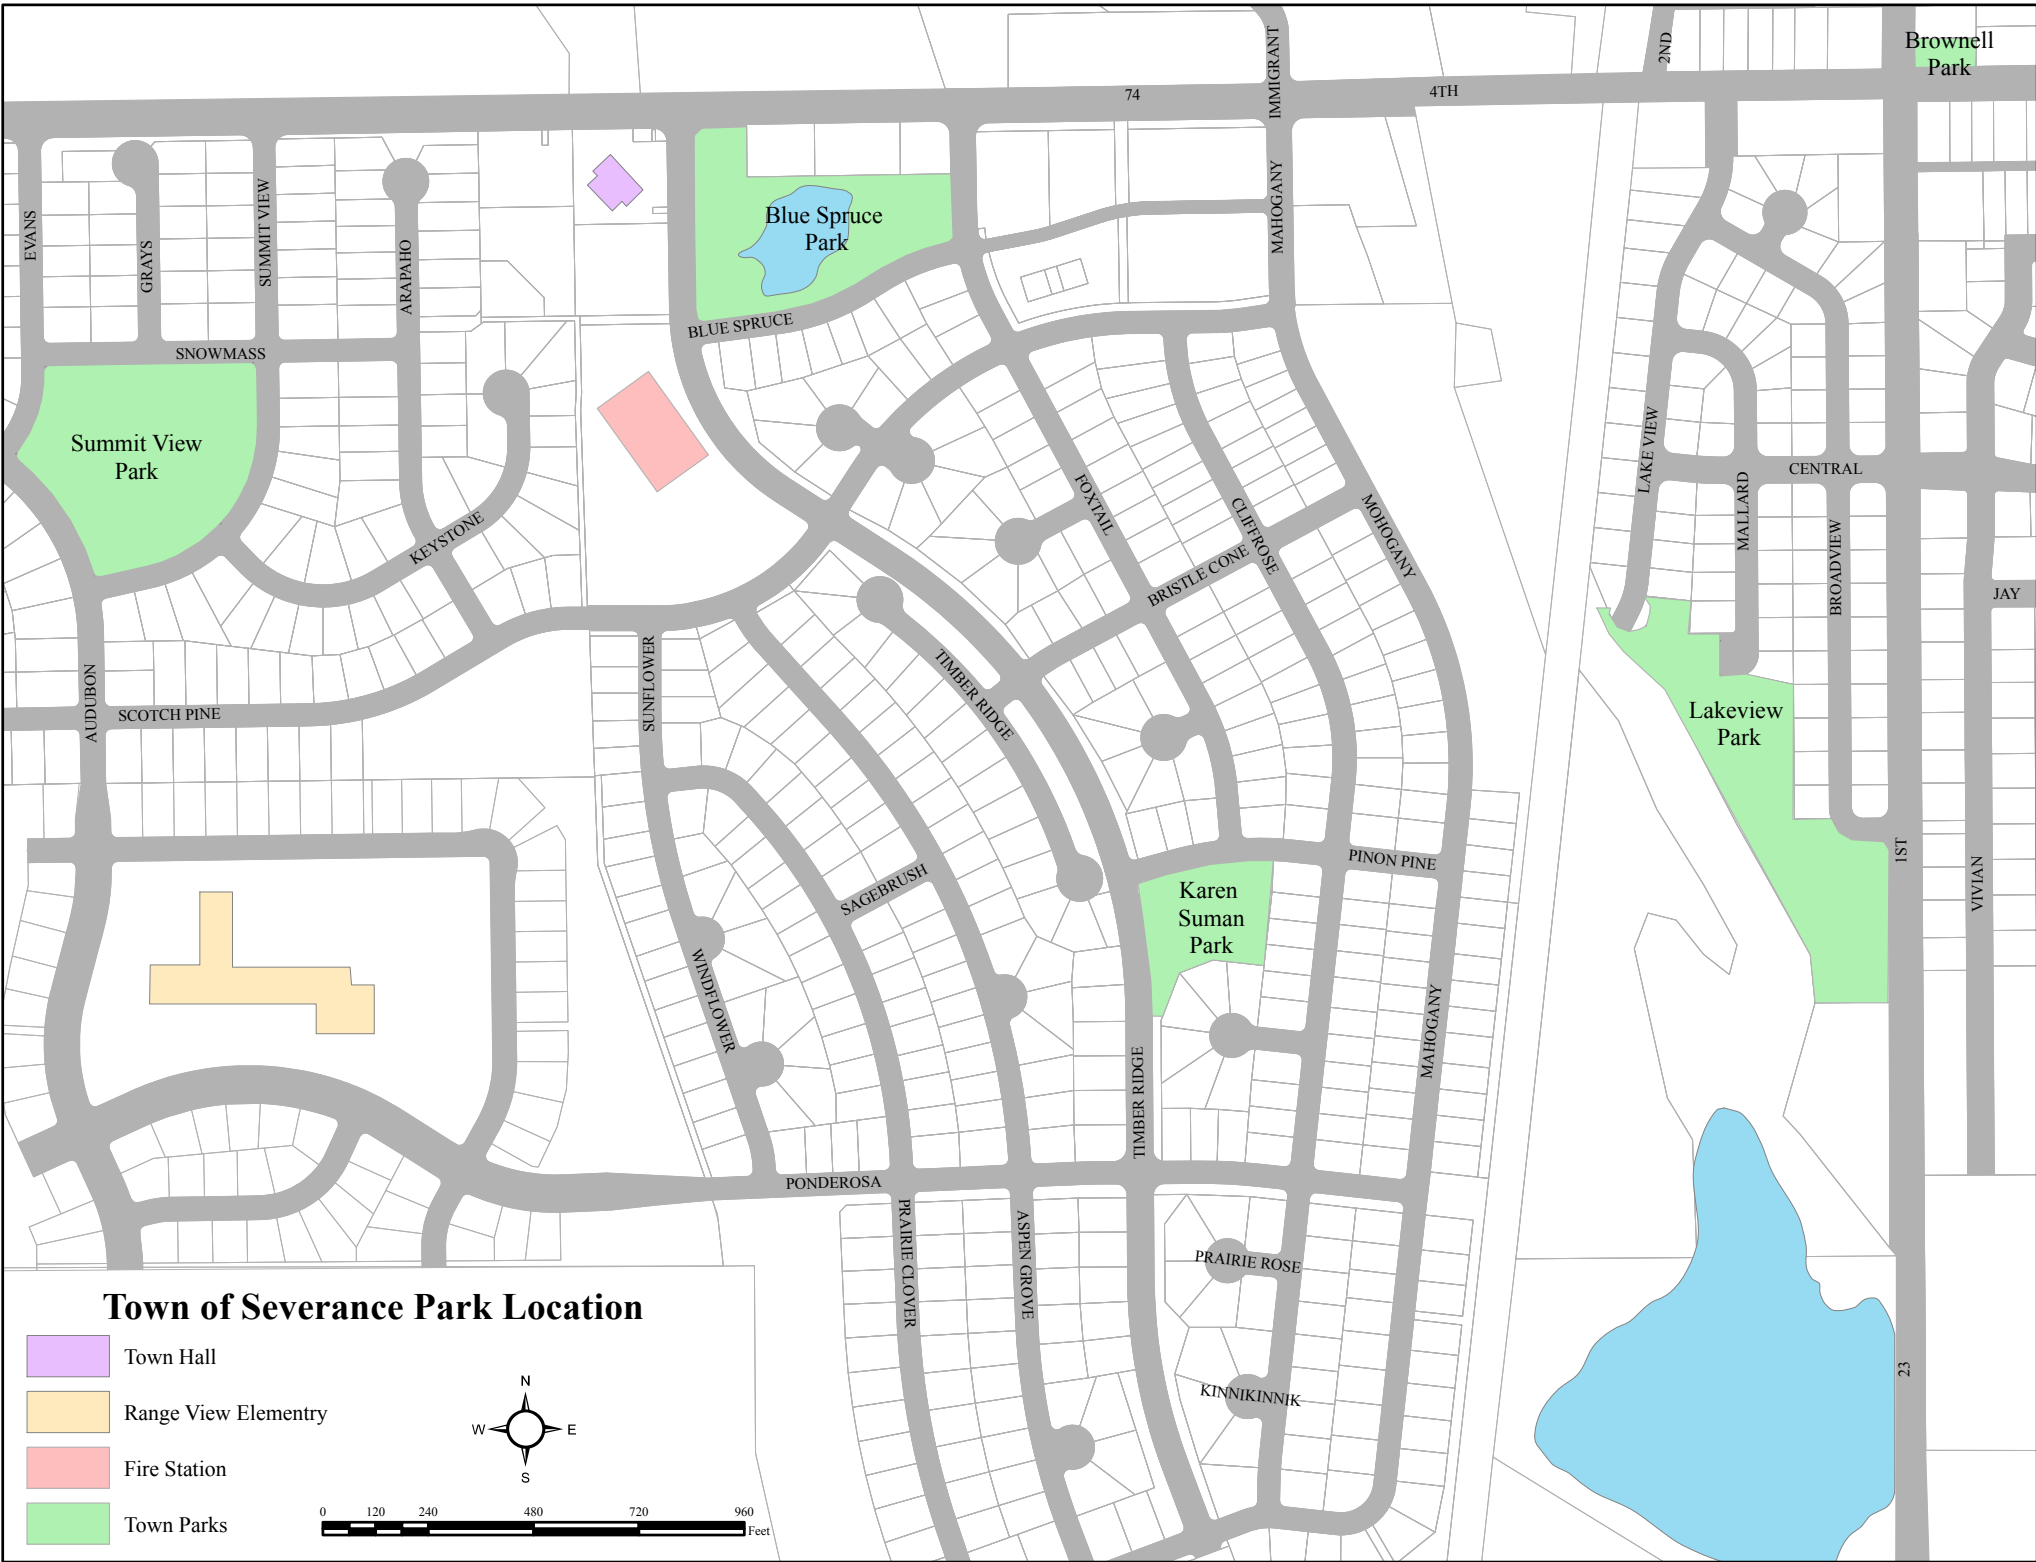 Brownell
Park
2ND
IMMIGRANT
74
4TH
EVANS
GRAYS
SUMMIT VIEW
ARAPAHO
MAHOGANY
Blue Spruce
Park
BLUE SPRUCE
SNOWMASS
Summit View
Park
KEYSTONE
FOXTAIL
CLIFFROSE
MOHOGANY
BRISTLE CONE
LAKE VIEW
MALLARD
CENTRAL
BROADVIEW
JAY
AUDUBON
SCOTCH PINE
SUNFLOWER
TIMBER RIDGE
Lakeview
Park
SAGEBRUSH
PINON PINE
1ST
VIVIAN
Karen
Suman
Park
WINDFLOWER
TIMBER RIDGE
MAHOGANY
PONDEROSA
PRAIRIE CLOVER
ASPEN GROVE
PRAIRIE ROSE
KINNIKINNIK
23
Town of Severance Park Location
Town Hall
Range View Elementry
Fire Station
Town Parks
N
W E
S
0 120 240 480 720 960
Feet